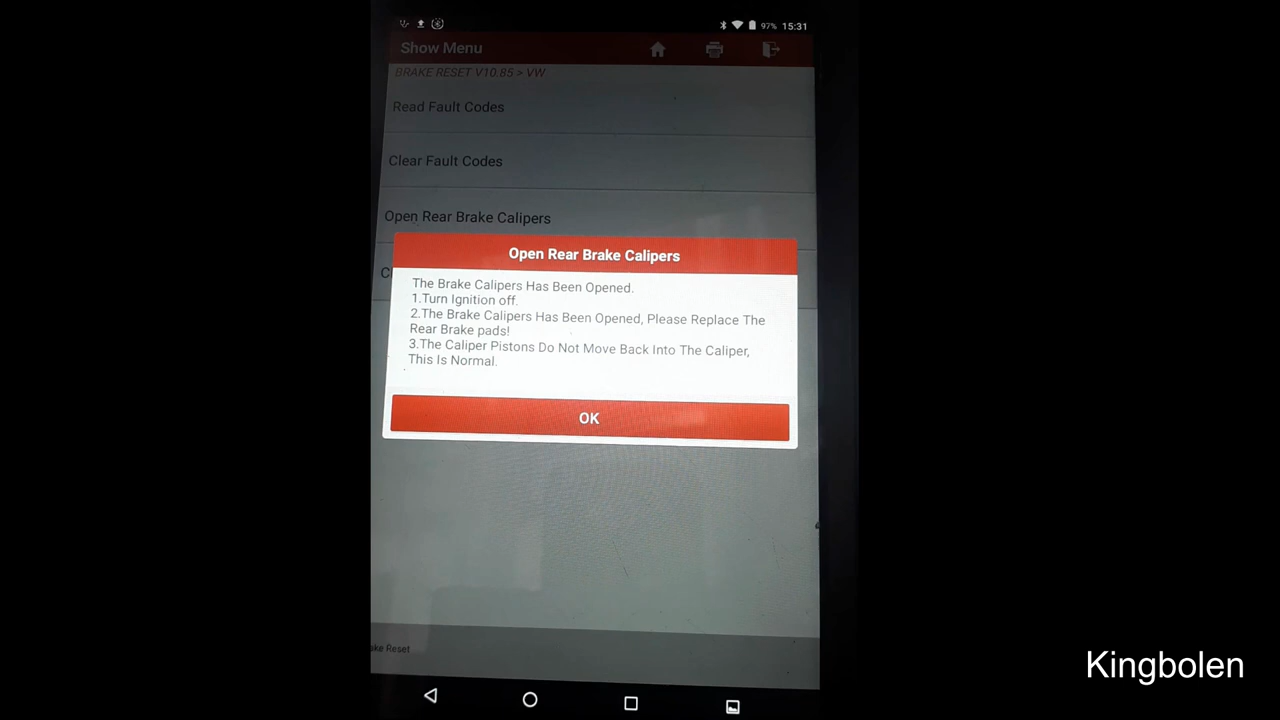 97% 15:31
Show Menu
BRAKE RESET V10.85 > VW
Read Fault Codes
Clear Fault Codes
Open Rear Brake Calipers
Open Rear Brake Calipers
The Brake Calipers Has Been Opened.
1.Turn Ignition off.
2.The Brake Calipers Has Been Opened, Please Replace The
Rear Brake pads!
3.The Caliper Pistons Do Not Move Back Into The Caliper,
This Is Normal.
OK
Reset
Kingbolen